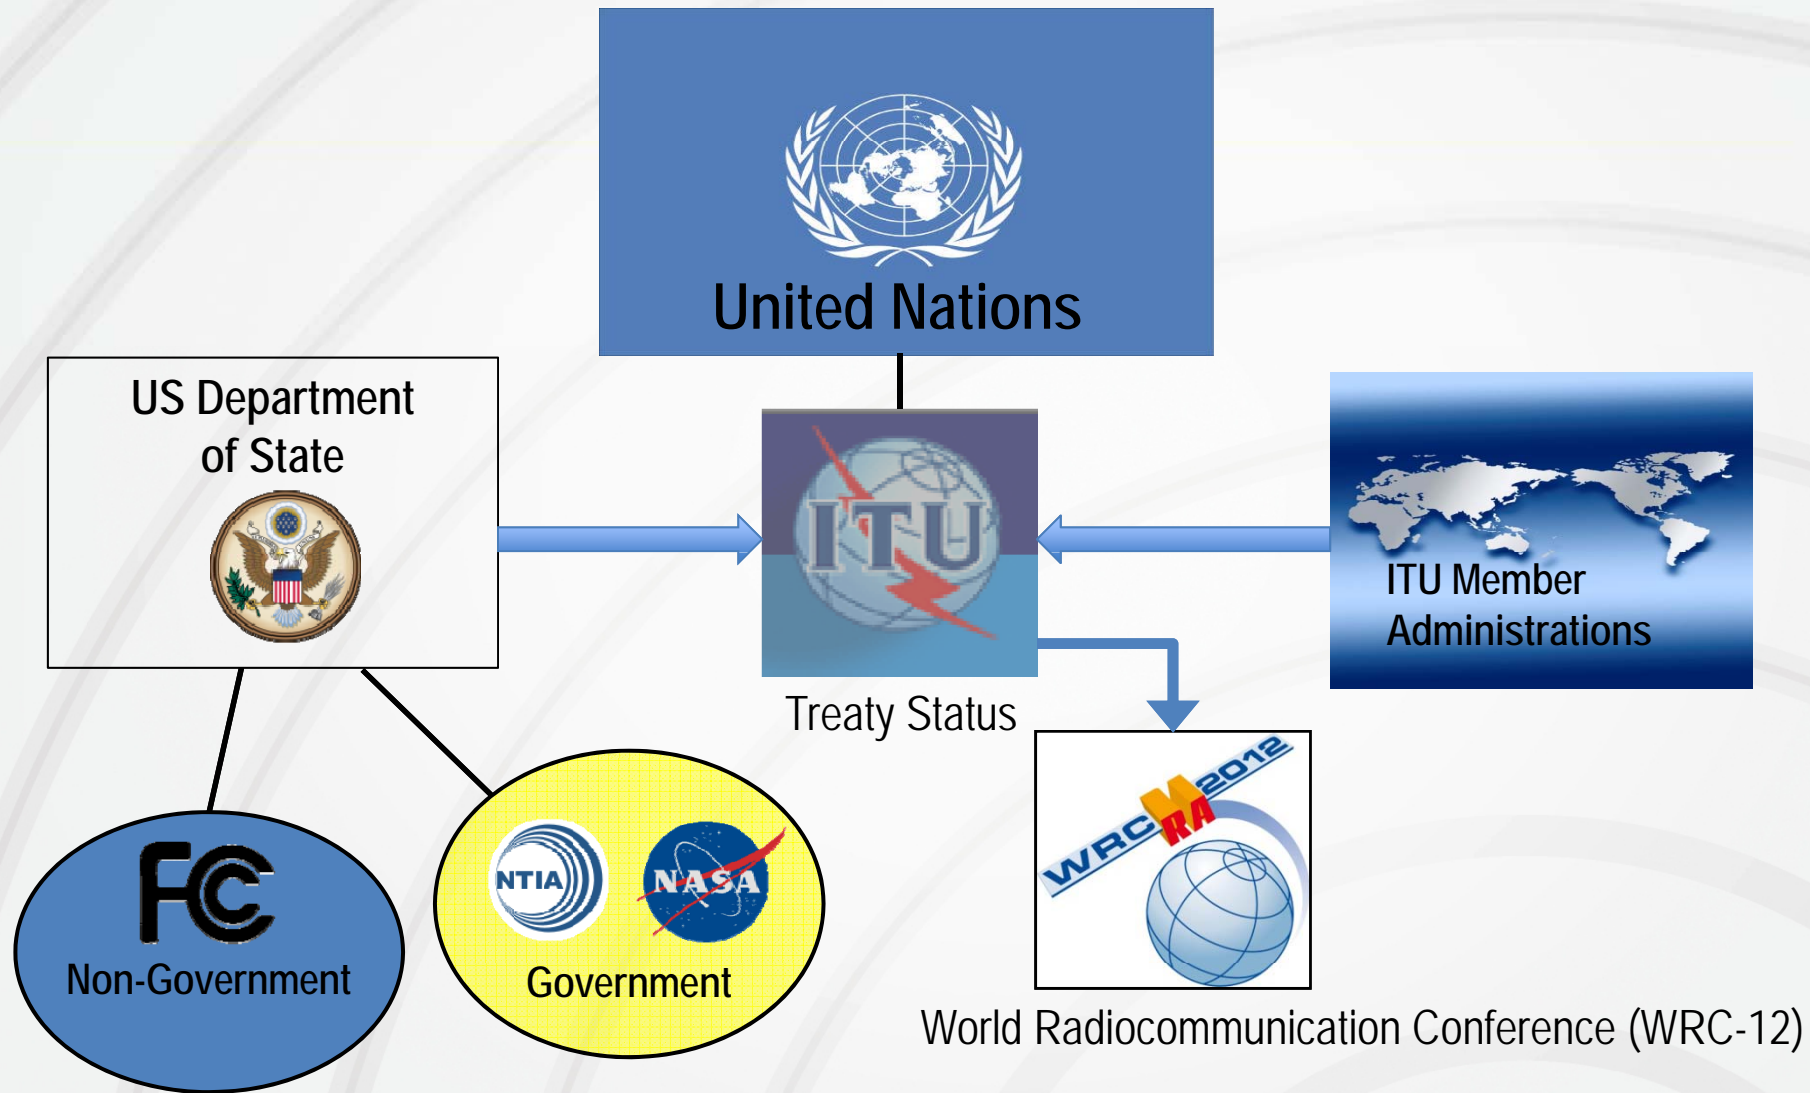 United Nations
US Department
of State
ITU
ITU Member
Administrations
Treaty Status
WRC RA 2012
FCC
Non-Government
NTIA
NASA
Government
World Radiocommunication Conference (WRC-12)